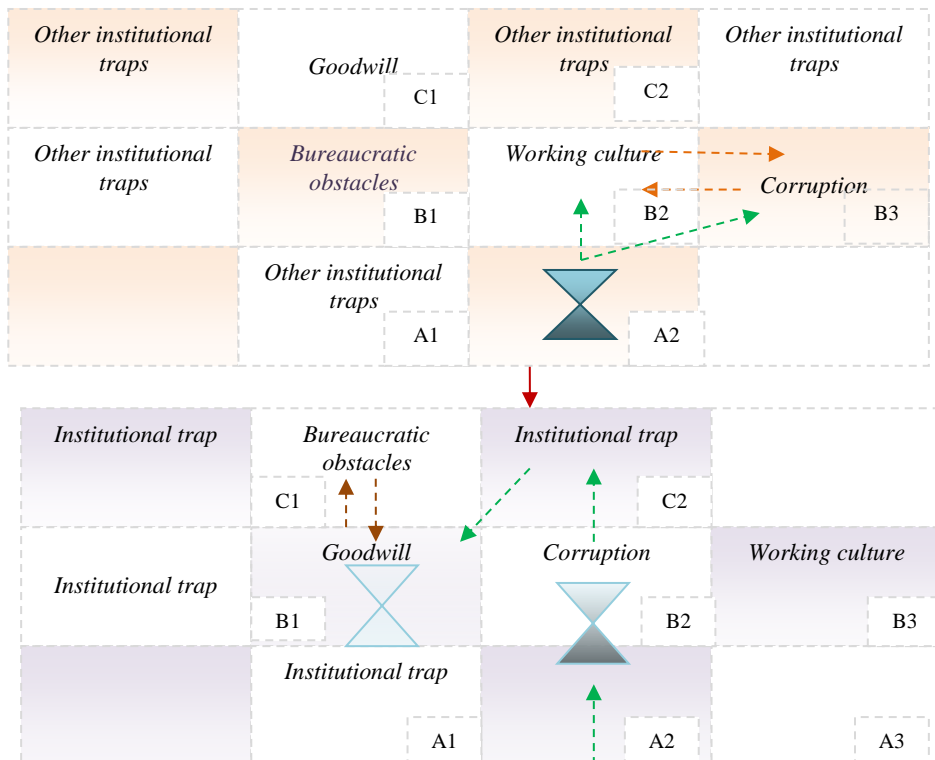 Other institutional
traps
Goodwill
C1
Other institutional
traps
C2
Other institutional
traps
Other institutional
traps
Bureaucratic
obstacles
B1
Working culture
B2
Corruption
B3
Other institutional
traps
A1
A2
Institutional trap
Bureaucratic
obstacles
C1
Institutional trap
C2
Institutional trap
Goodwill
B1
Corruption
B2
Working culture
B3
Institutional trap
A1
A2
A3